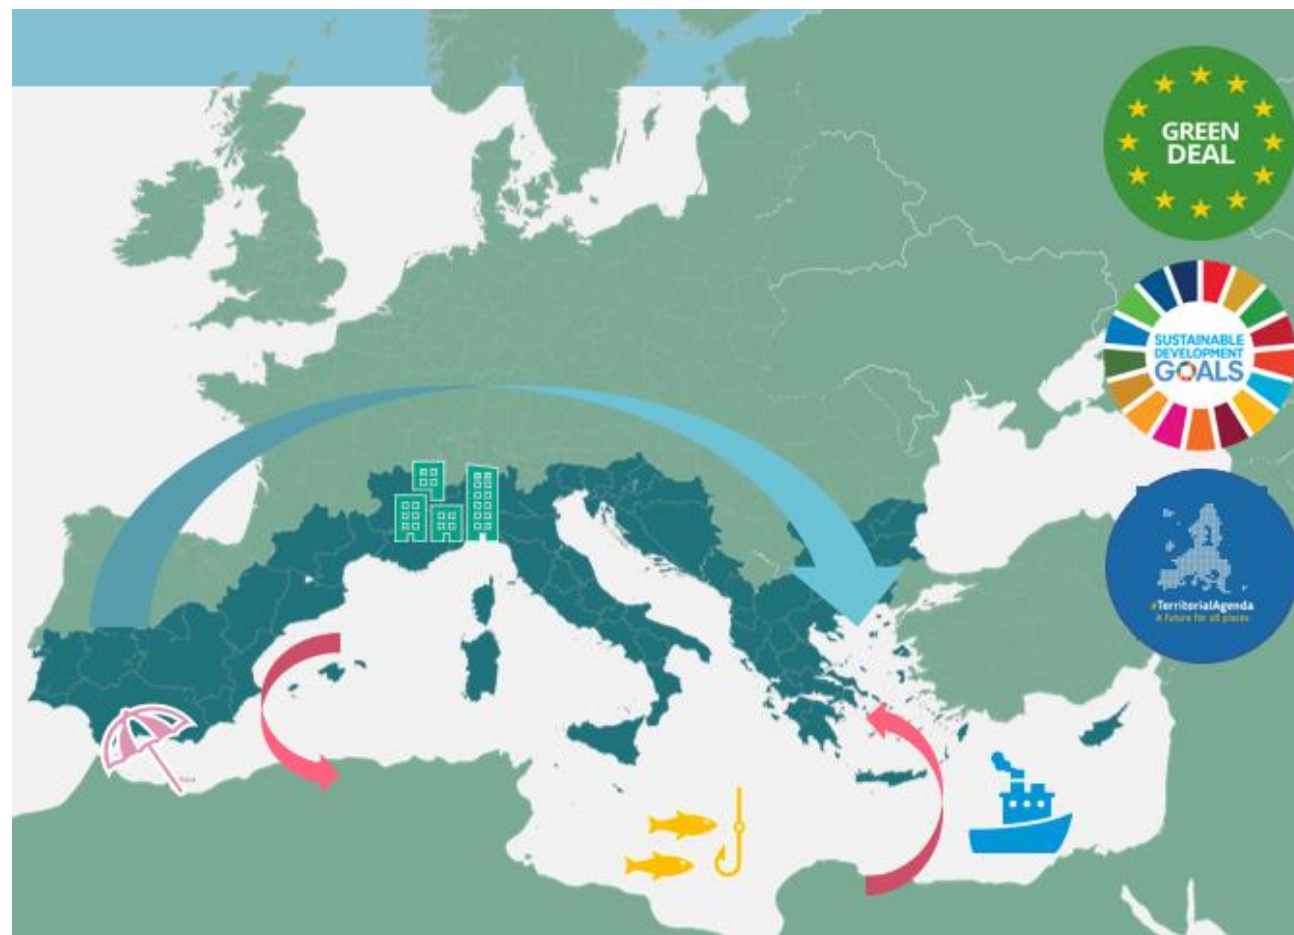 GREEN
DEAL
SUSTAINABLE
DEVELOPMENT
GOALS
#TerritorialAgenda
A future for all places